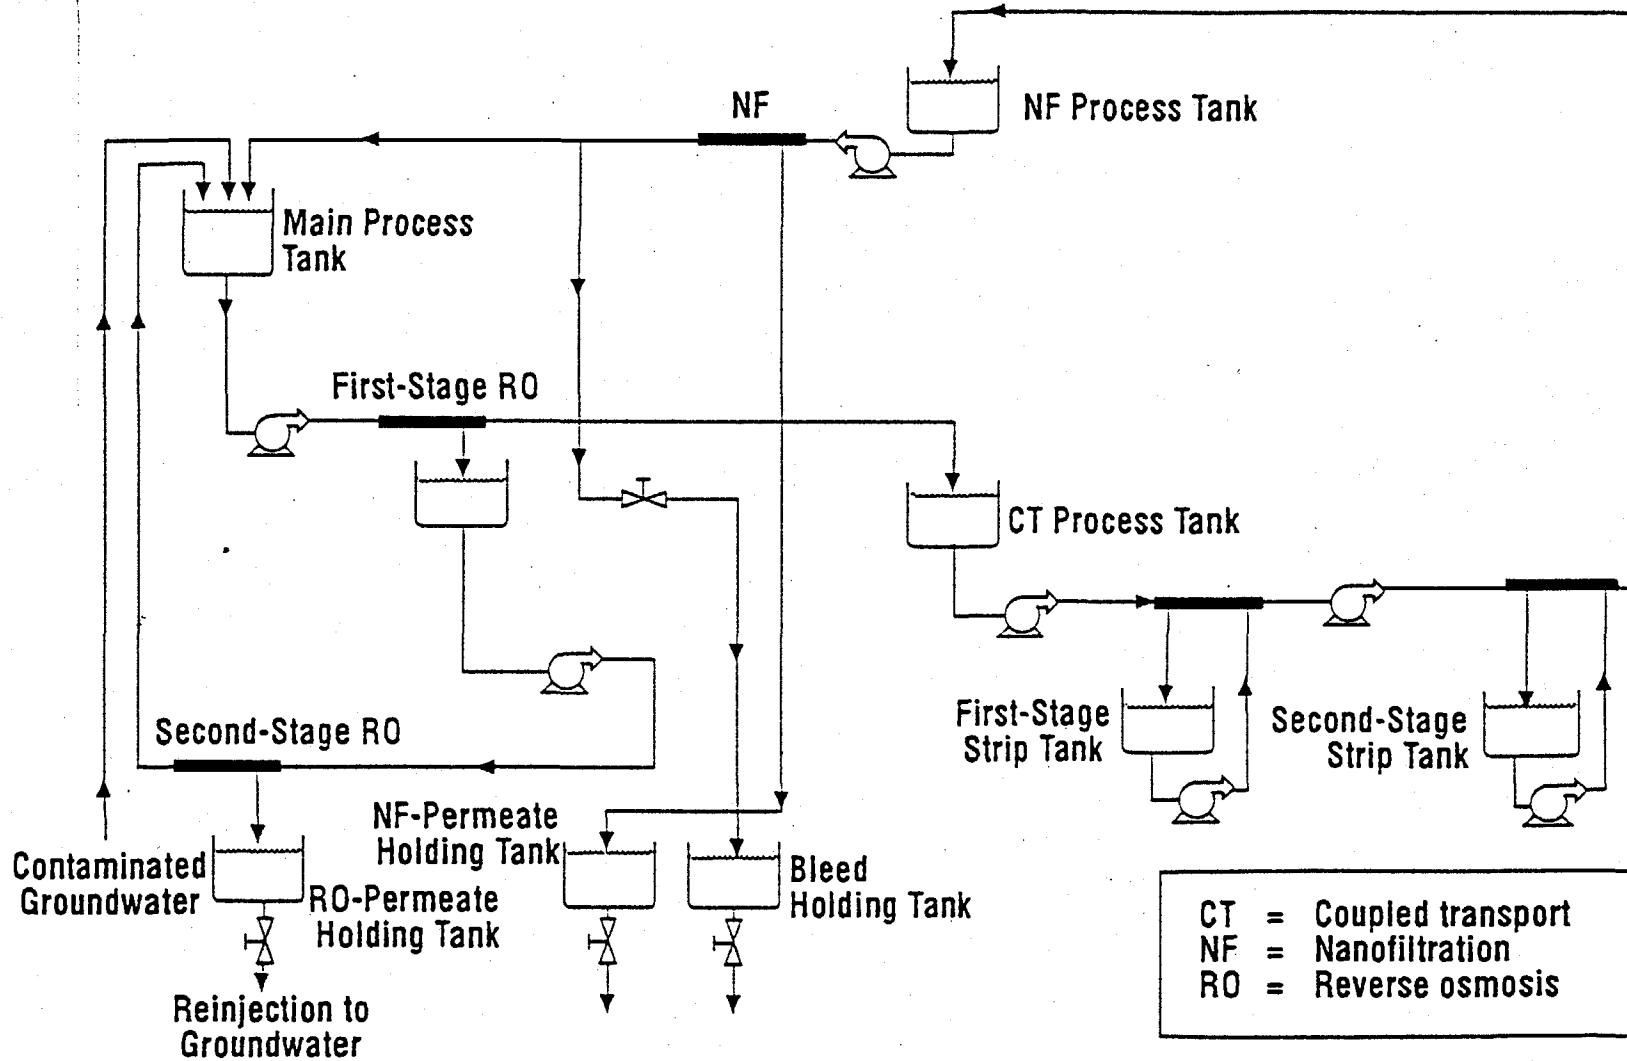 NF
NF Process Tank
Main Process
Tank
First-Stage RO
CT Process Tank
First-Stage
Strip Tank
Second-Stage
Strip Tank
Second-Stage RO
NF-Permeate
Holding Tank
Contaminated
Groundwater
RO-Permeate
Holding Tank
Bleed
Holding Tank
Reinjection to
Groundwater
CT = Coupled transport
NF = Nanofiltration
RO = Reverse osmosis